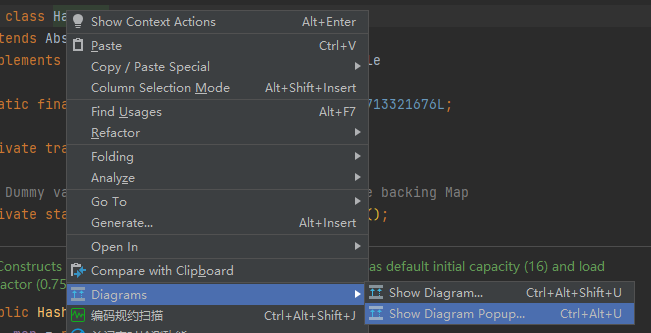 class Ha
Show Context Actions Alt+Enter
tends Abs
Paste Ctrl+V
plements
Copy / Paste Special
le
Column Selection Mode Alt+Shift+Insert
atic fina
713321676L;
Find Usages Alt+F7
Refactor
ivate tra
Folding
Analyze
Dummy va
e backing Map
Go To
ivate sta
();
Generate... Alt+Insert
Open In
Constructs
as default initial capacity (16) and load
Compare with Clipboard
actor (0.75
Diagrams
Show Diagram... Ctrl+Alt+Shift+U
blic Hash
编码规约扫描 Ctrl+Alt+Shift+J
Show Diagram Popup... Ctrl+Alt+U